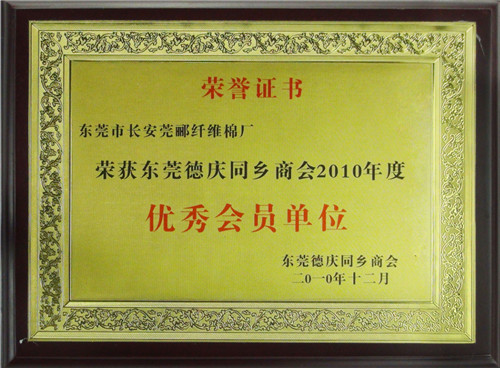 荣誉证书
东莞市长安莞郦纤维棉厂
荣获东莞德庆同乡商会2010年度
优秀会员单位
东莞德庆同乡商会
二0一0年十二月